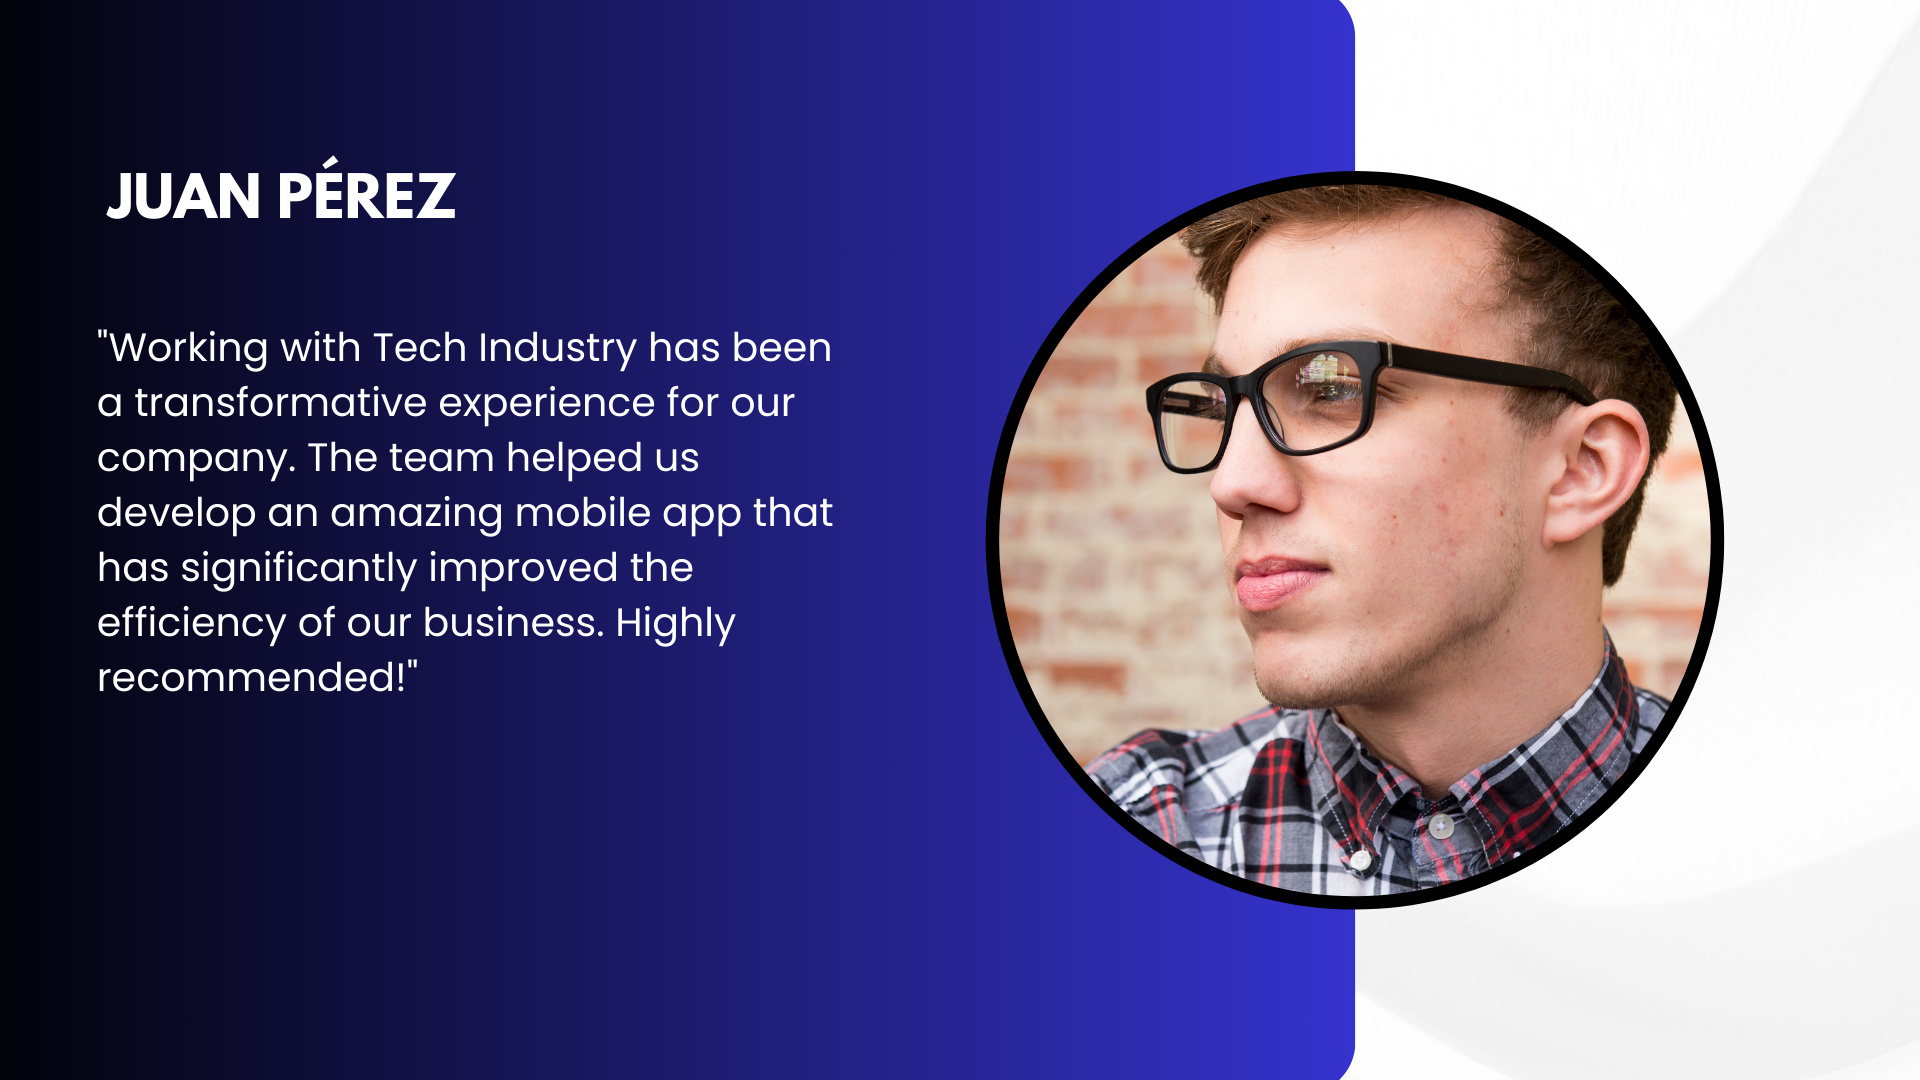 JUAN PÉREZ
"Working with Tech Industry has been
a transformative experience for our
company. The team helped us
develop an amazing mobile app that
has significantly improved the
efficiency of our business. Highly
recommended!"